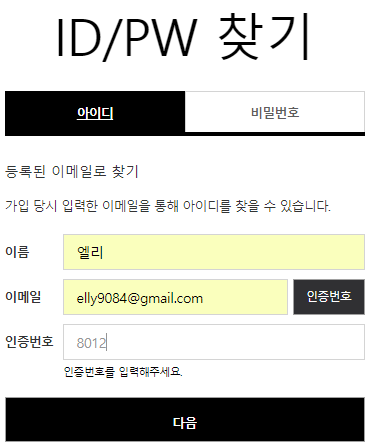 ID/PW 찾기
아이디 비밀번호
등록된 이메일로 찾기
가입 당시 입력한 이메일을 통해 아이디를 찾을 수 있습니다.
이름 엘리
이메일 elly9084@gmail.com 인증번호
인증번호 8012
인증번호를 입력해주세요.
다음